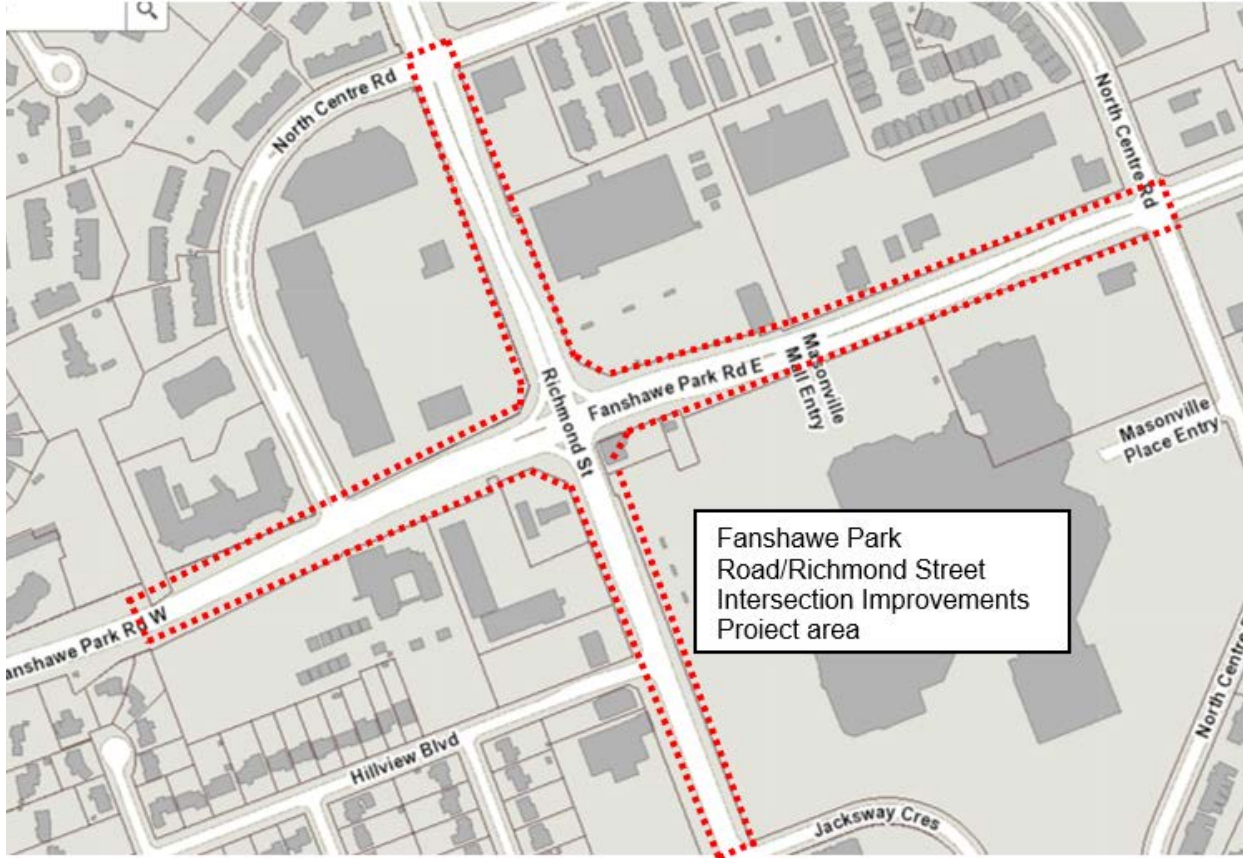 North Centre Rd
North Centre Rd
Richmond St
Fanshawe Park Rd E
Masonville
Mall Entry
Masonville
Place Entry
Fanshawe Park
Road/Richmond Street
Intersection Improvements
Project area
anshawe Park Rd W
Hillview Blvd
North Centre
Jacksway Cres